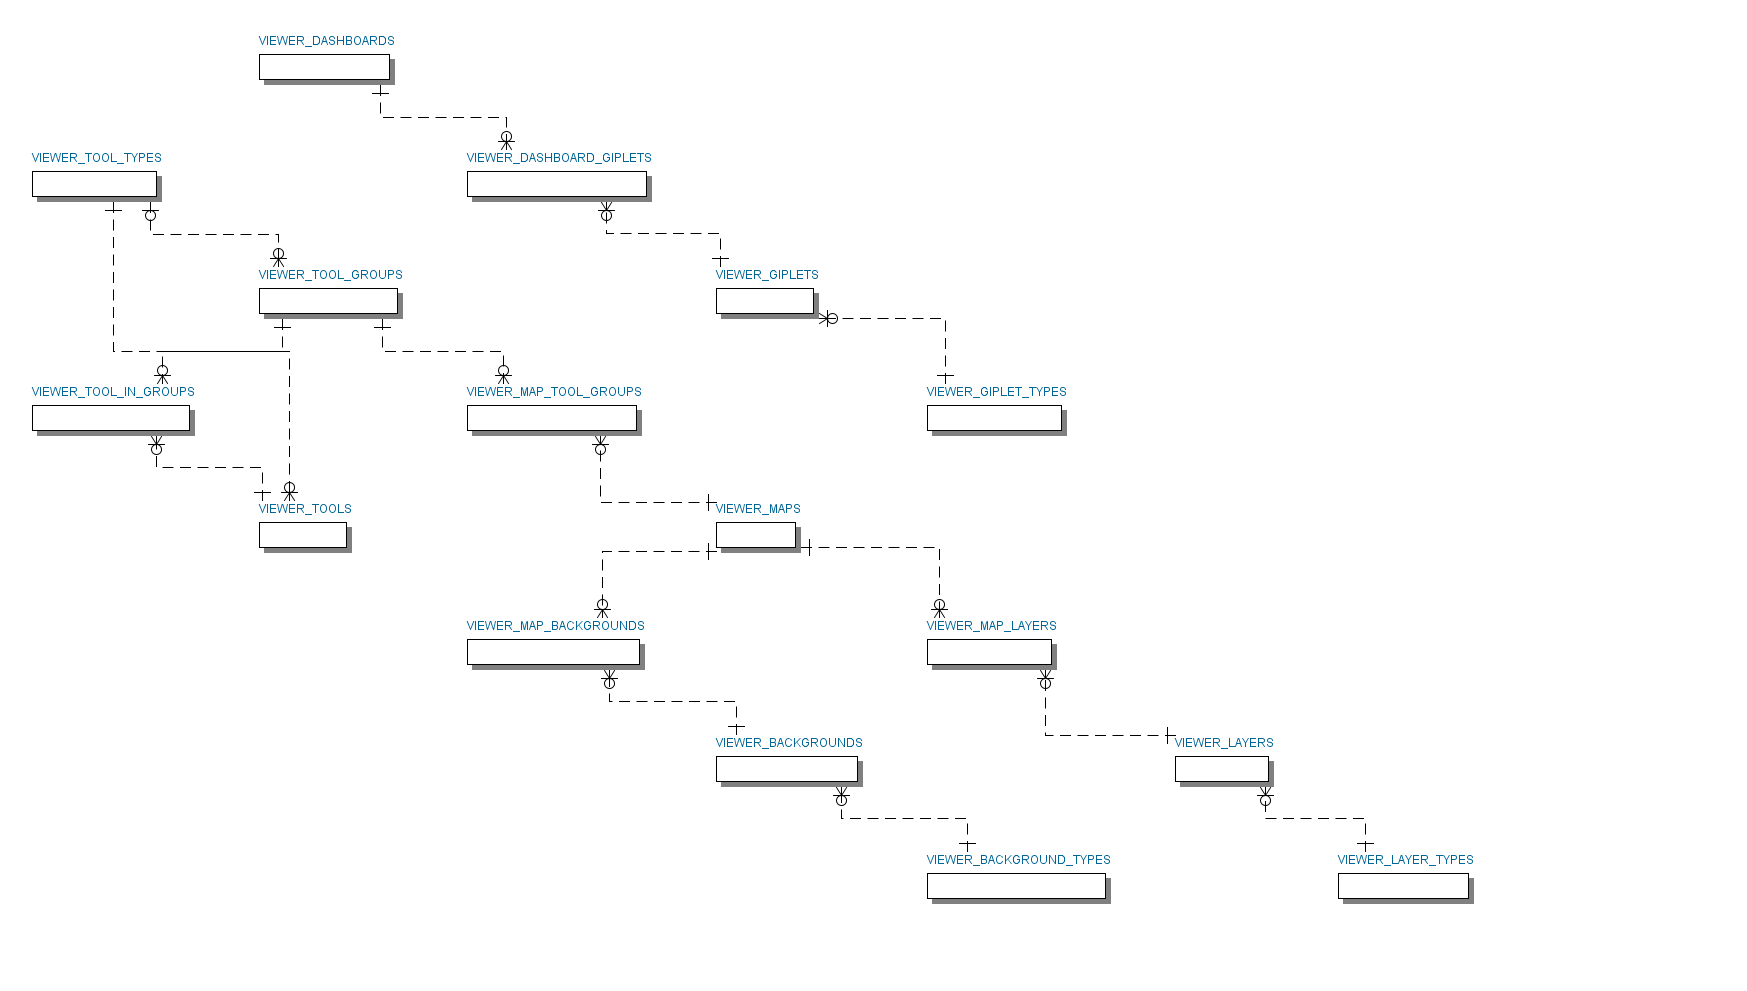 VIEWER_DASHBOARDS
VIEWER_TOOL_TYPES
VIEWER_DASHBOARD_GIPLETS
VIEWER_TOOL_GROUPS
VIEWER_GIPLETS
VIEWER_TOOL_IN_GROUPS
VIEWER_MAP_TOOL_GROUPS
VIEWER_GIPLET_TYPES
VIEWER_TOOLS
VIEWER_MAPS
VIEWER_MAP_BACKGROUNDS
VIEWER_MAP_LAYERS
VIEWER_BACKGROUNDS
VIEWER_LAYERS
VIEWER_BACKGROUND_TYPES
VIEWER_LAYER_TYPES